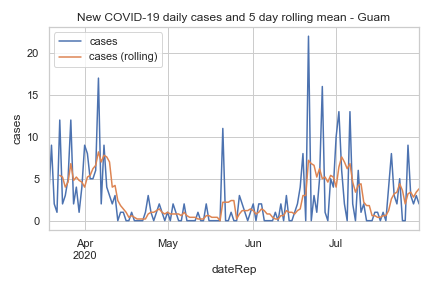 New COVID-19 daily cases and 5 day rolling mean - Guam
cases
cases (rolling)
cases
20
15
10
5
0
Apr
2020
May
Jun
Jul
dateRep